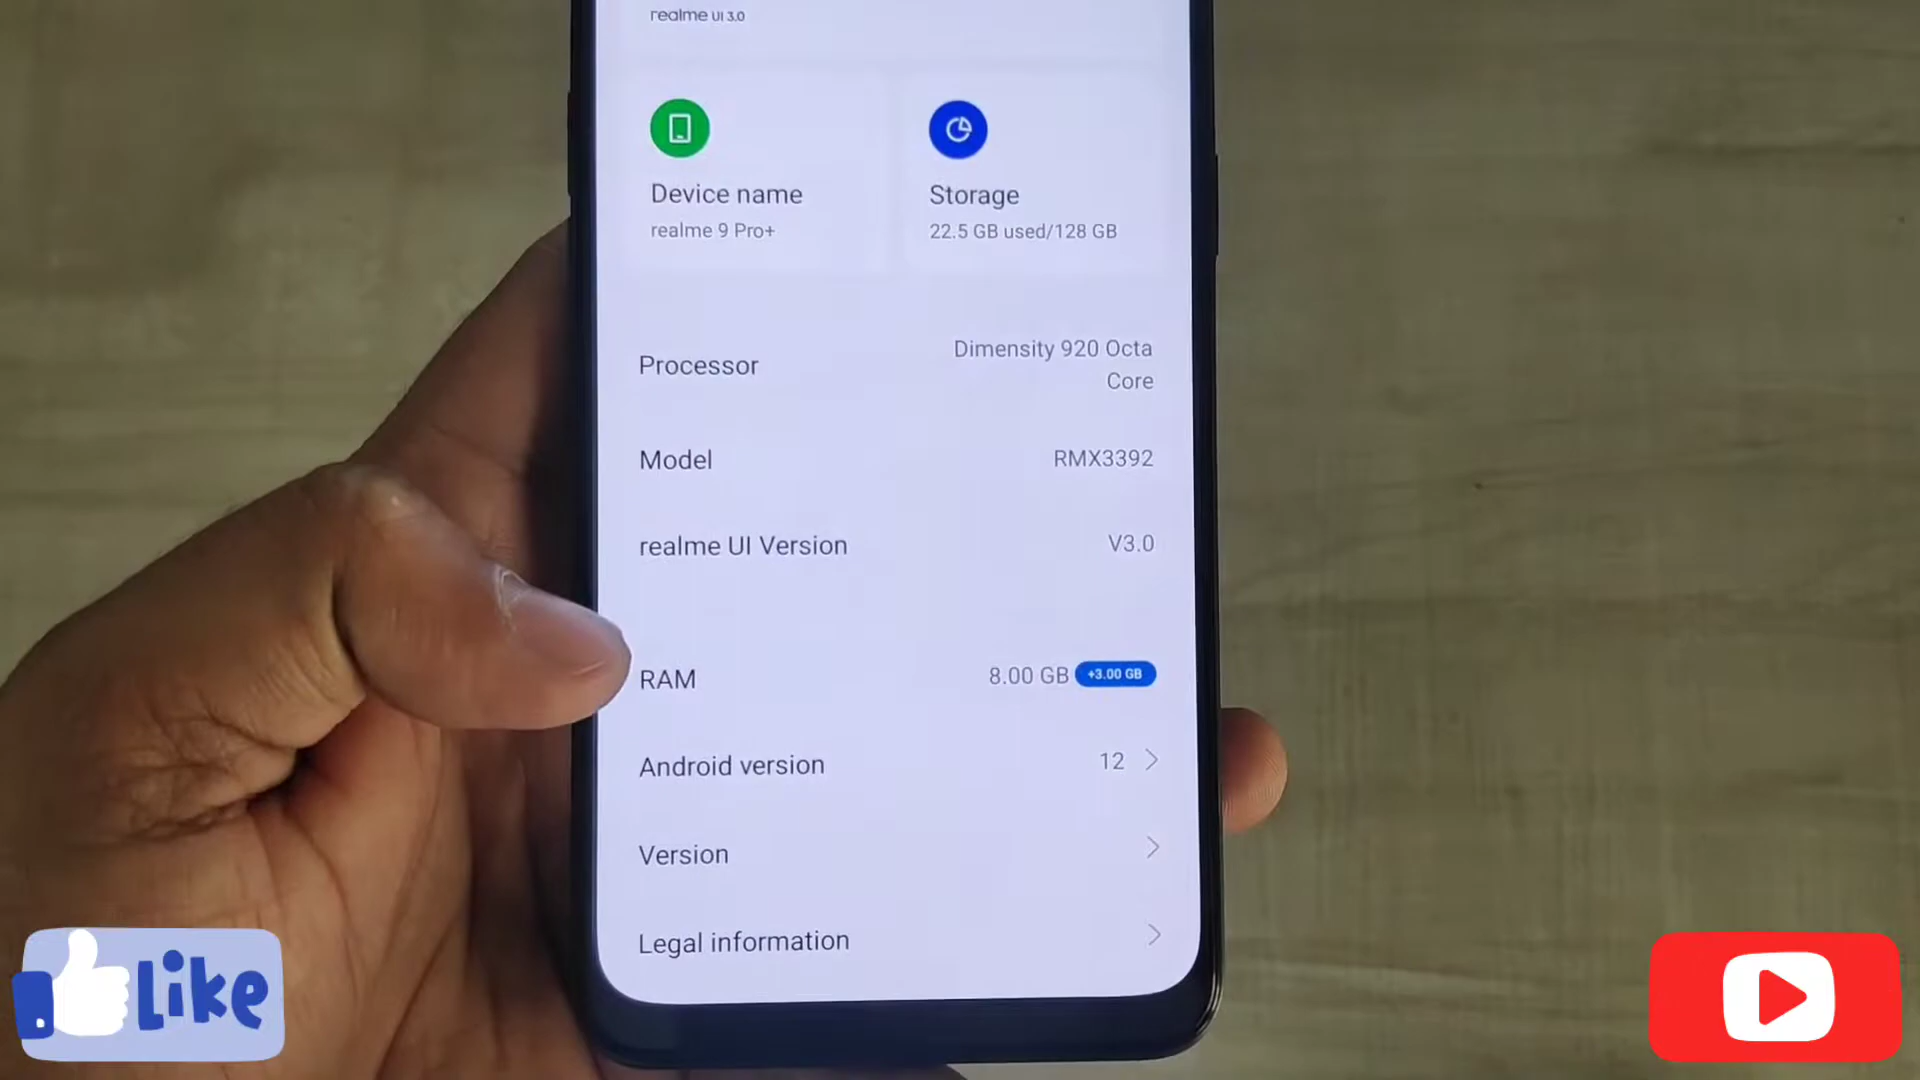 realme UI 3.0
Device name
realme 9 Pro+
Storage
22.5 GB used/128 GB
Processor
Dimensity 920 Octa
Core
Model
RMX3392
realme UI Version
V3.0
RAM
8.00 GB +3.00 GB
Android version
12
Version
Legal information
Like